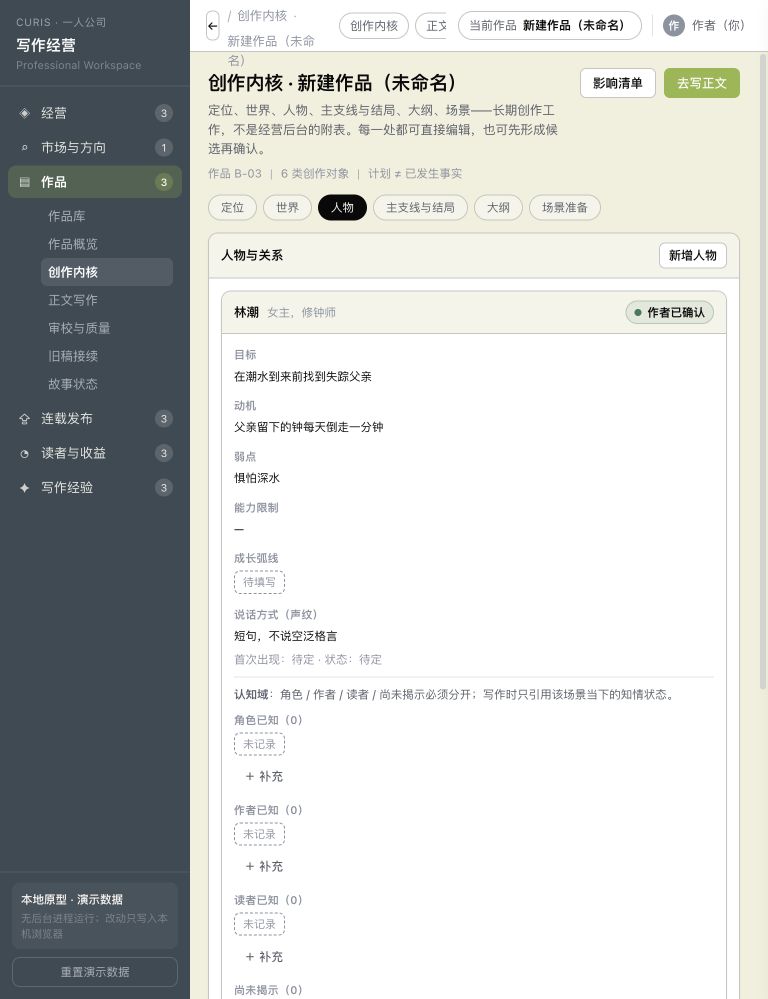 CURIS · 一人公司
写作经营
Professional Workspace
经营
3
市场与方向
1
作品
3
作品库
作品概览
创作内核
正文写作
审校与质量
旧稿接续
故事状态
连载发布
3
读者与收益
3
写作经验
3
本地原型 · 演示数据
无后台进程运行；改动只写入本
机浏览器
重置演示数据
/ 创作内核 ·
新建作品（未命
名）
创作内核
正文
当前作品 新建作品（未命名）
作 作者（你）
创作内核 · 新建作品（未命名）
影响清单
去写正文
定位、世界、人物、主支线与结局、大纲、场景——长期创作工
作，不是经营后台的附表。每一处都可直接编辑，也可先形成候
选再确认。
作品 B-03 | 6 类创作对象 | 计划 ≠ 已发生事实
定位
世界
人物
主支线与结局
大纲
场景准备
人物与关系
新增人物
林潮 女主，修钟师
作者已确认
目标
在潮水到来前找到失踪父亲
动机
父亲留下的钟每天倒走一分钟
弱点
惧怕深水
能力限制
—
成长弧线
待填写
说话方式（声纹）
短句，不说空泛格言
首次出现：待定 · 状态：待定
认知域：角色 / 作者 / 读者 / 尚未揭示必须分开；写作时只引用该场景当下的知情状态。
角色已知（0）
未记录
＋ 补充
作者已知（0）
未记录
＋ 补充
读者已知（0）
未记录
＋ 补充
尚未揭示（0）